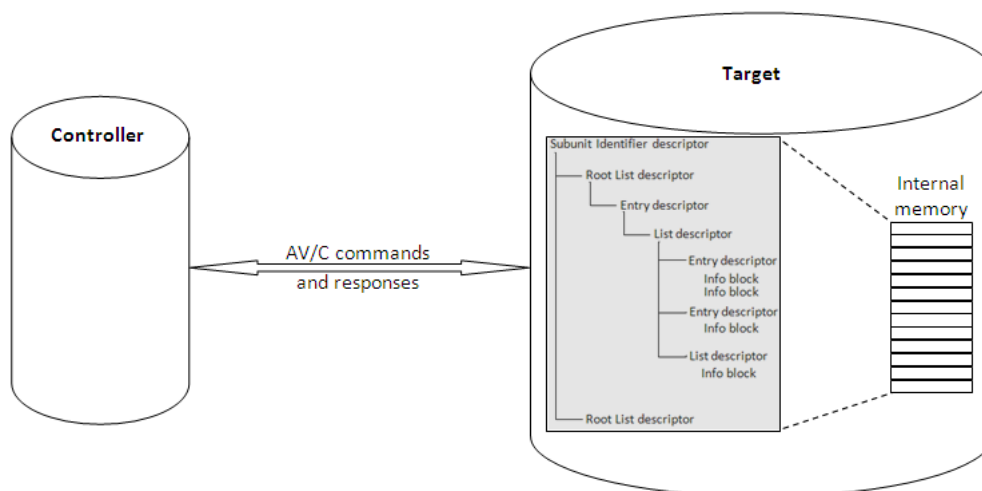 Target
Controller
Subunit Identifier descriptor
Root List descriptor
Entry descriptor
List descriptor
Entry descriptor
Info block
Info block
Entry descriptor
Info block
List descriptor
Info block
Root List descriptor
Internal
memory
AV/C commands
and responses